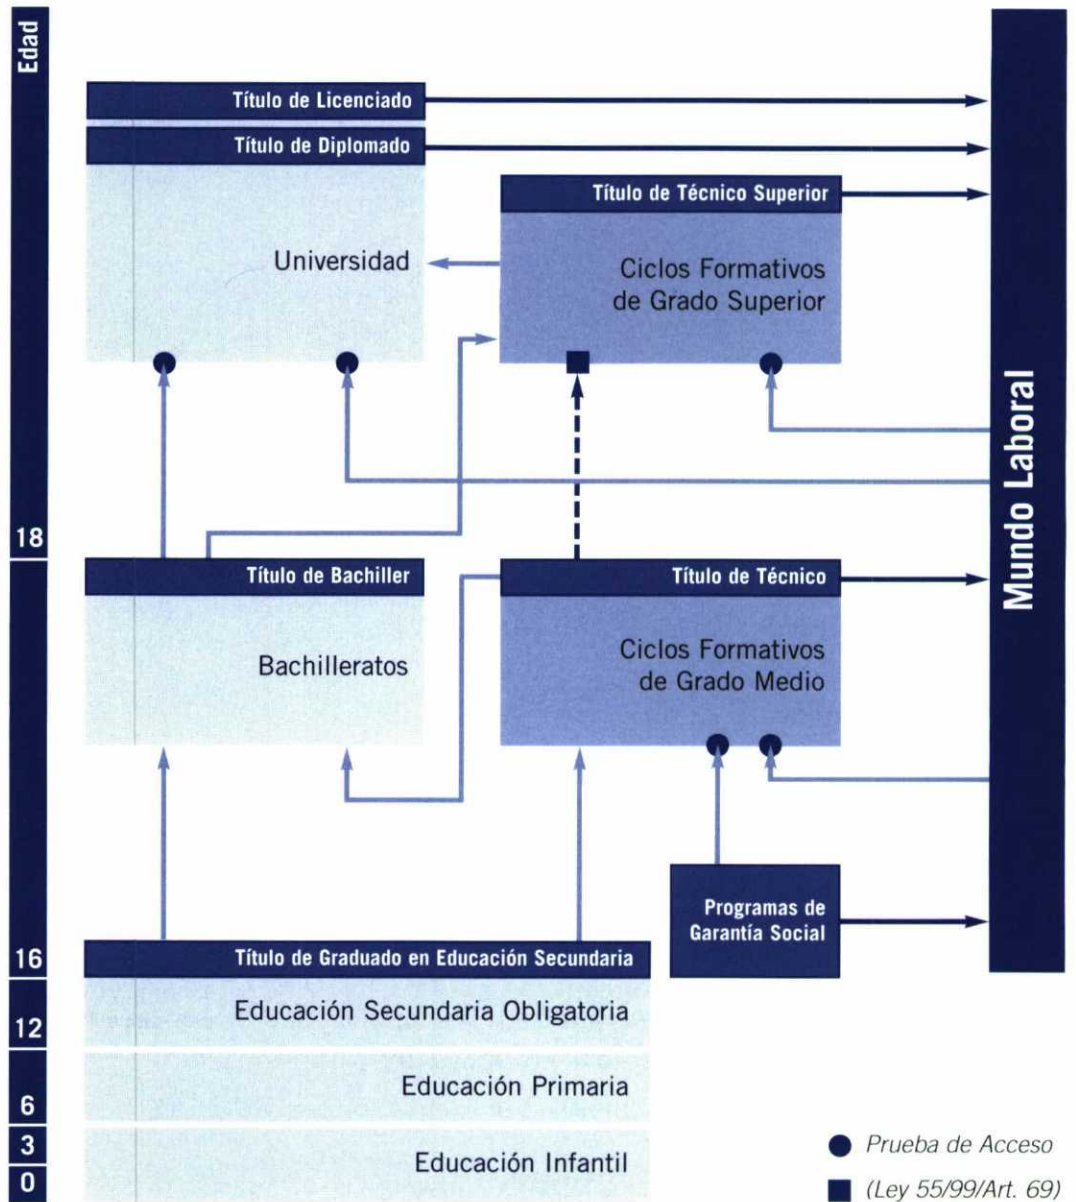 Edad
Título de Licenciado
Título de Diplomado
Universidad
Título de Técnico Superior
Ciclos Formativos
de Grado Superior
Mundo Laboral
18
Título de Bachiller
Bachilleratos
Título de Técnico
Ciclos Formativos
de Grado Medio
Programas de
Garantía Social
16
Título de Graduado en Educación Secundaria
Educación Secundaria Obligatoria
12
Educación Primaria
6
3
Educación Infantil
0
Prueba de Acceso
(Ley 55/99/Art. 69)